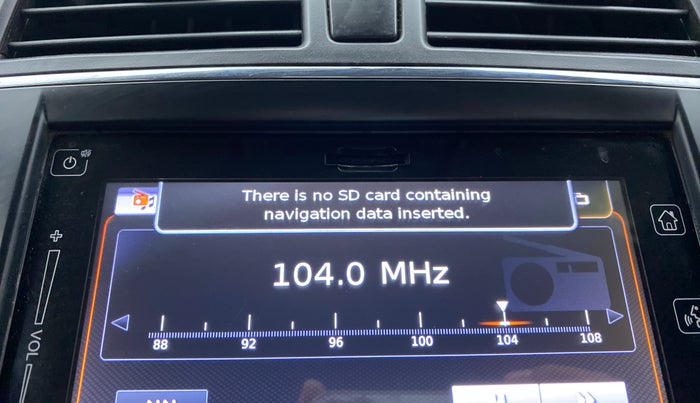 There is no SD card containing
navigation data inserted.
104.0 MHz
88 92 96 100 104 108
VOL